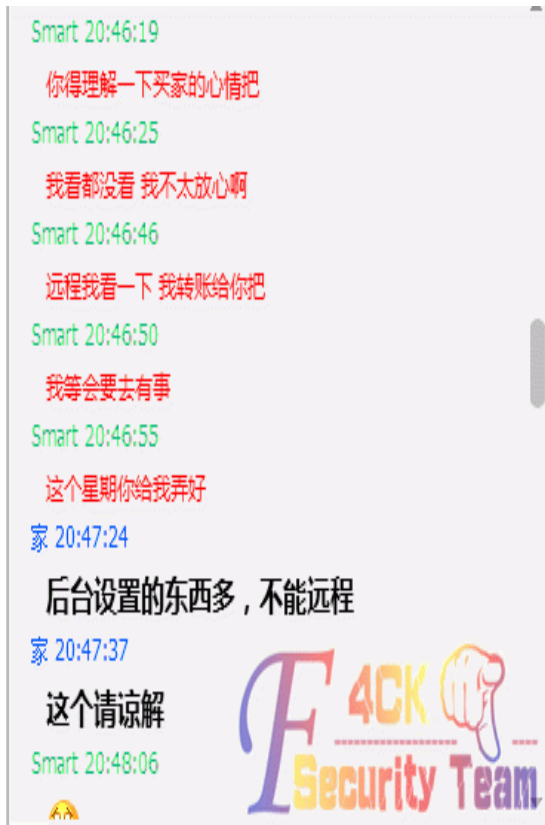 Smart 20:46:19
你得理解一下买家的心情把
Smart 20:46:25
我看都没看 我不太放心啊
Smart 20:46:46
远程我看一下 我转账给你把
Smart 20:46:50
我等会要去有事
Smart 20:46:55
这个星期你给我弄好
家 20:47:24
后台设置的东西多，不能远程
家 20:47:37
这个请谅解
Smart 20:48:06
F 4CK
Security Team